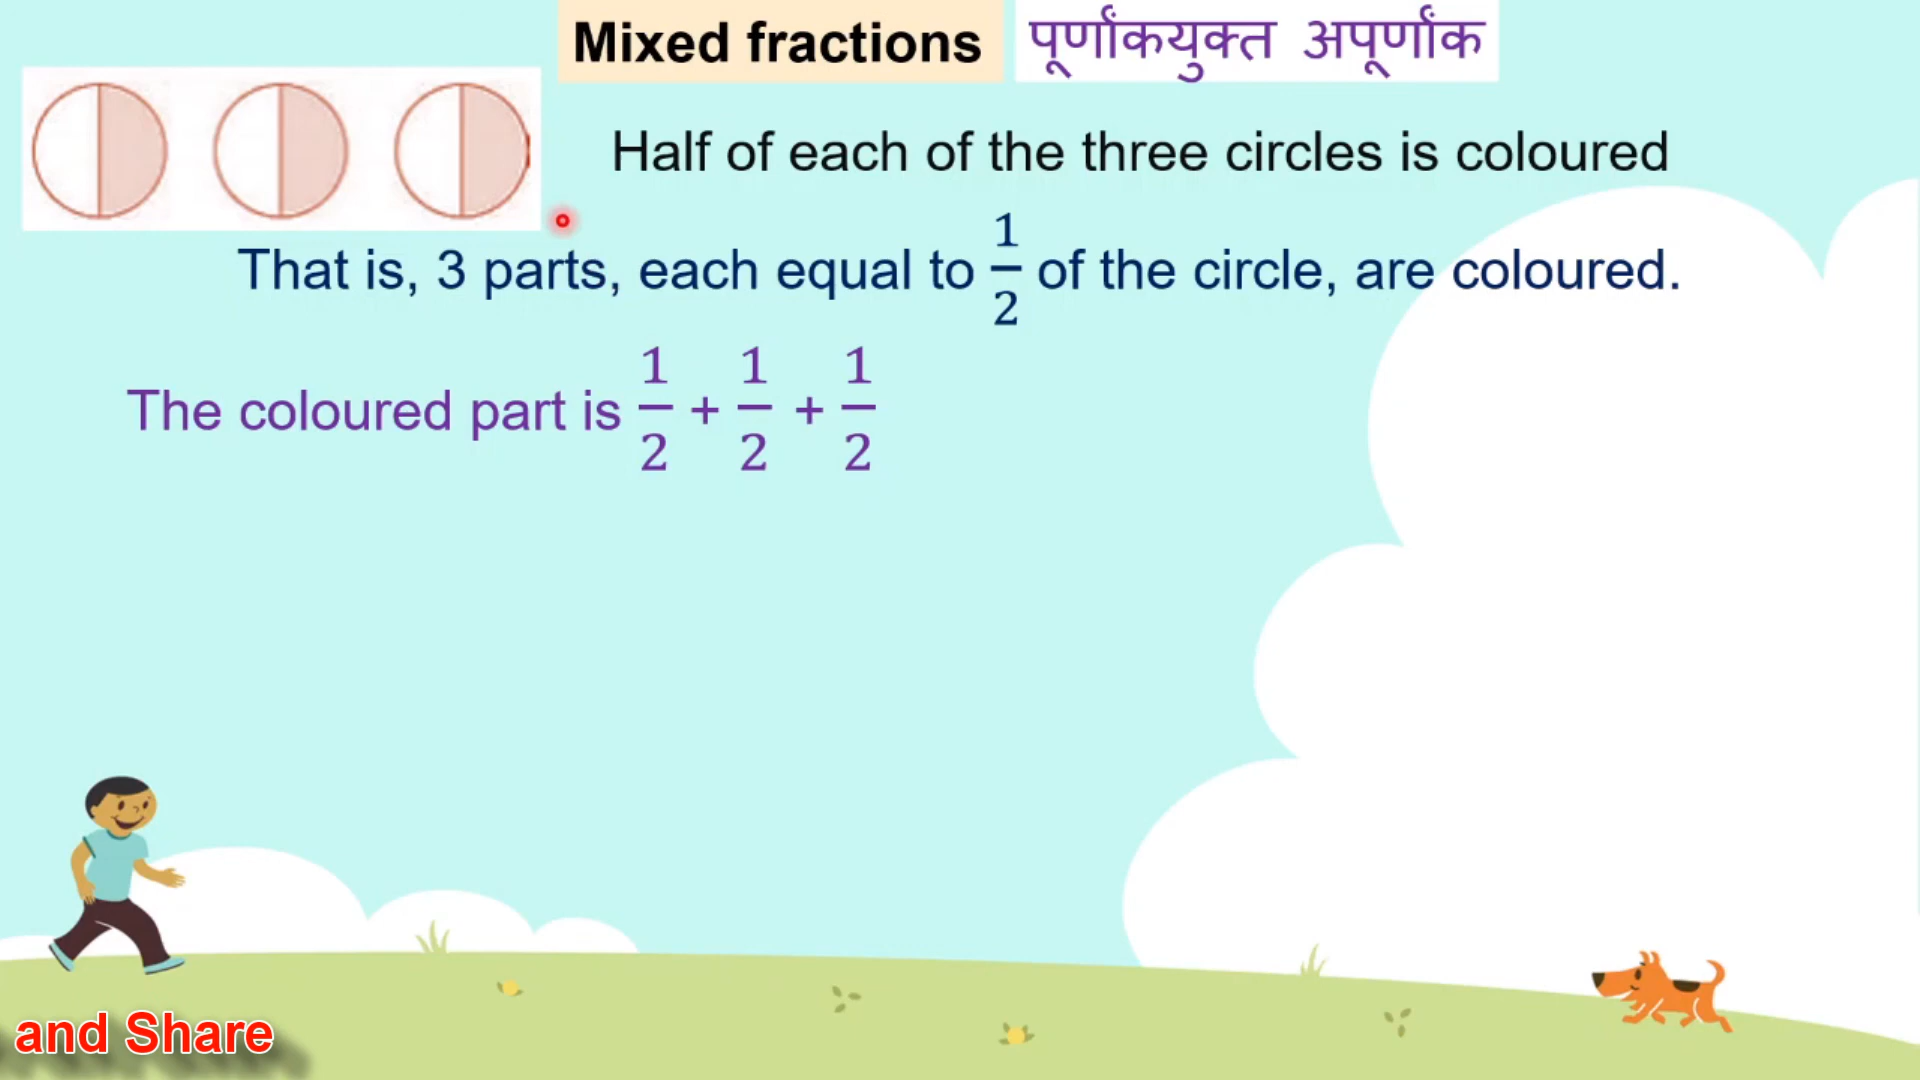 Mixed fractions पूर्णांकयुक्त अपूर्णांक
Half of each of the three circles is coloured
That is, 3 parts, each equal to 1/2 of the circle, are coloured.
The coloured part is 1/2 + 1/2 + 1/2
and Share